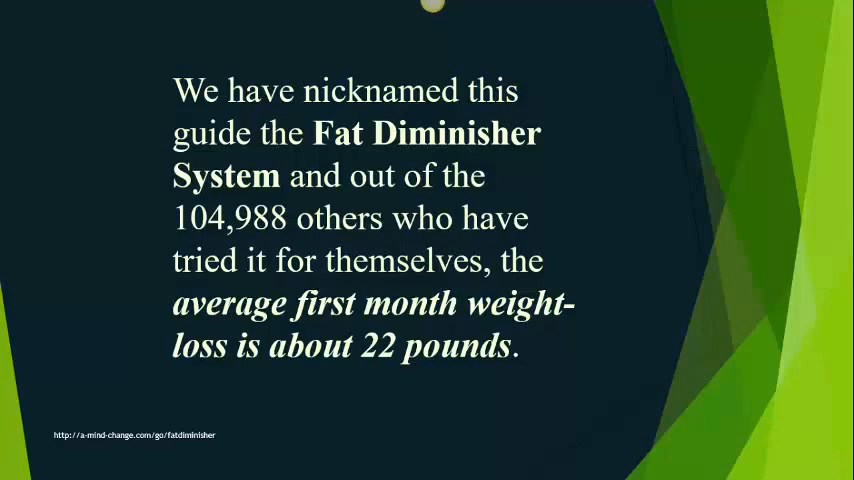 We have nicknamed this
guide the Fat Diminisher
System and out of the
104,988 others who have
tried it for themselves, the
average first month weight-
loss is about 22 pounds.
http://a-mind-change.com/go/fatdiminisher